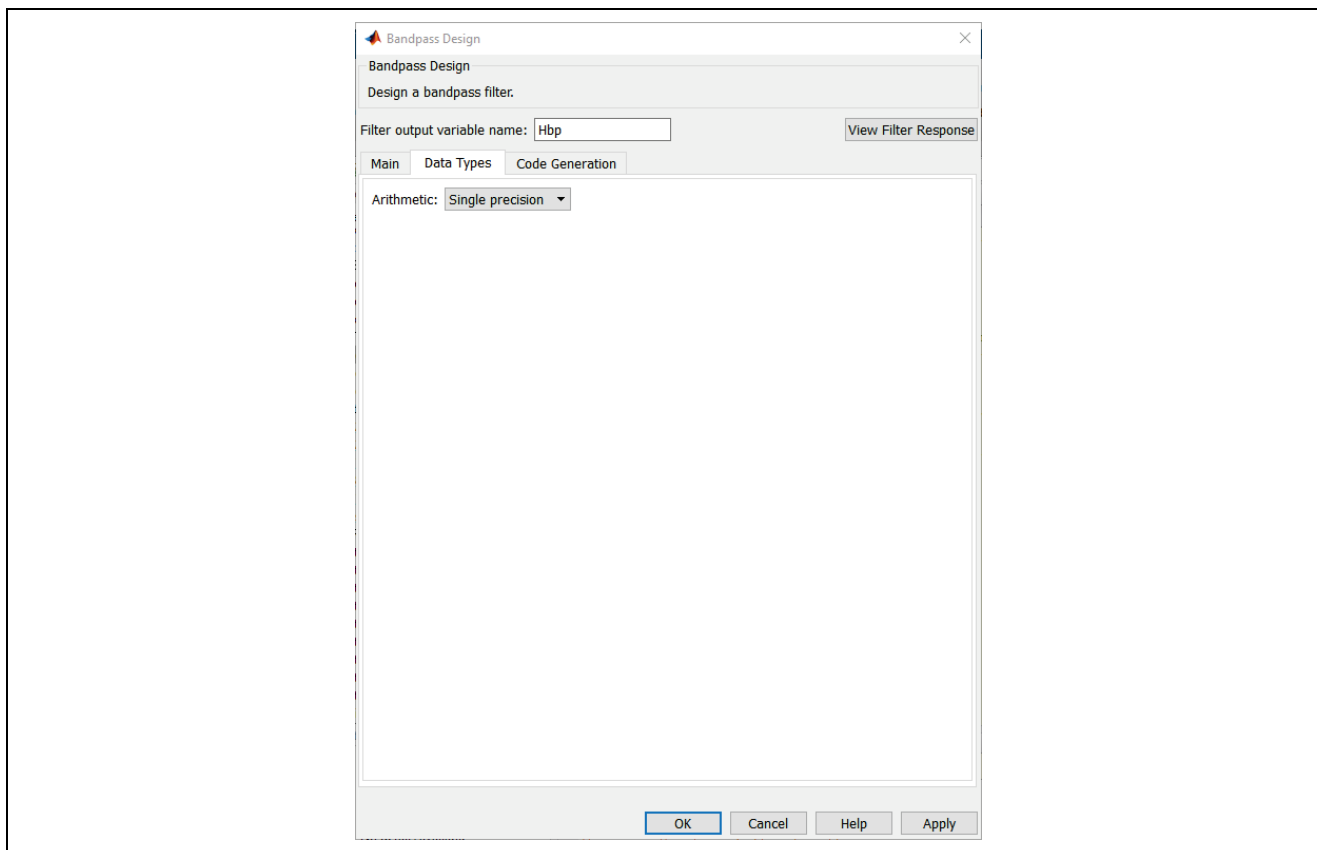 Bandpass Design
Bandpass Design
Design a bandpass filter.
Filter output variable name: Hbp View Filter Response
Main Data Types Code Generation
Arithmetic: Single precision
OK Cancel Help Apply